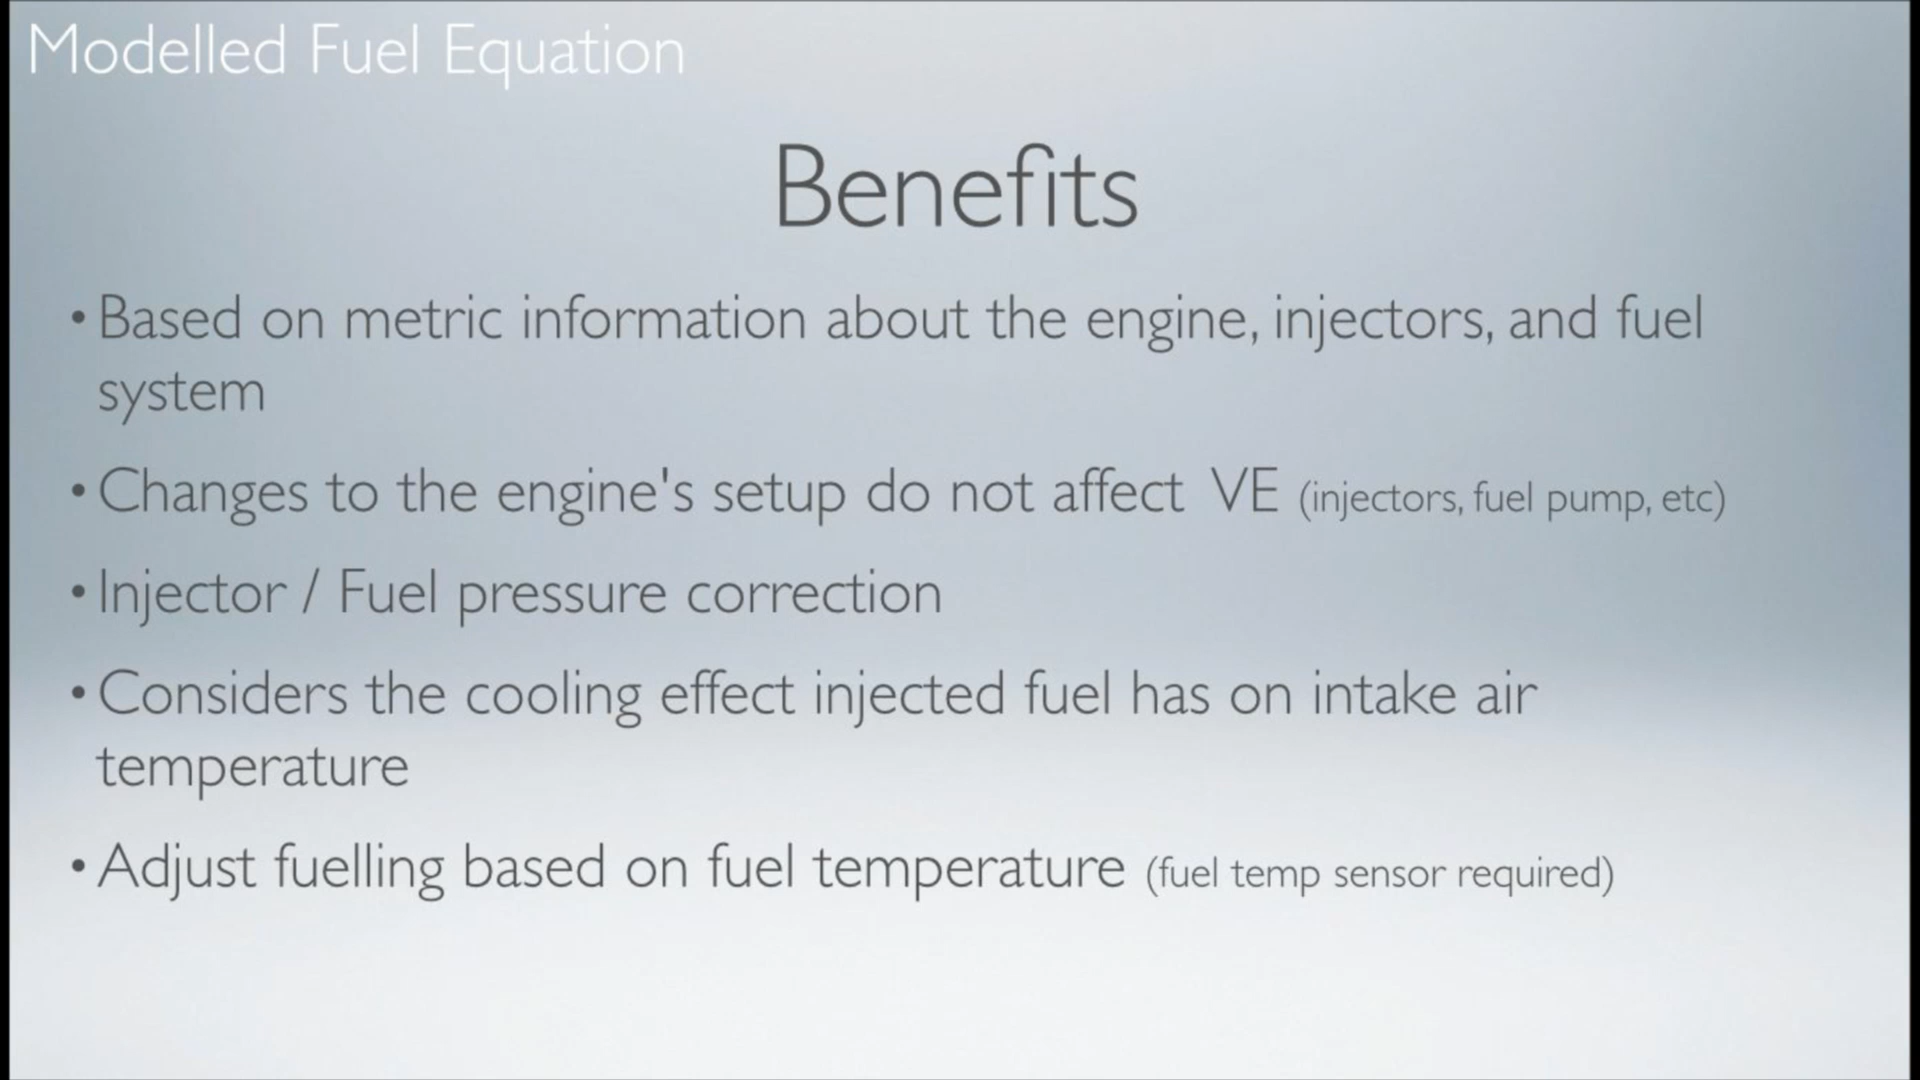 Modelled Fuel Equation
Benefits
• Based on metric information about the engine, injectors, and fuel
system
• Changes to the engine's setup do not affect VE (injectors, fuel pump, etc)
• Injector / Fuel pressure correction
• Considers the cooling effect injected fuel has on intake air
temperature
• Adjust fuelling based on fuel temperature (fuel temp sensor required)